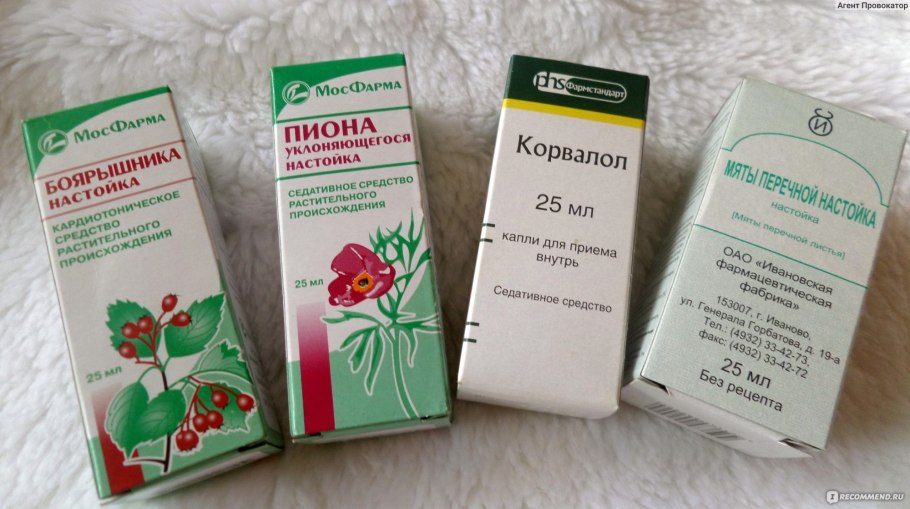 Агент Провокатор
МосФарма
БОЯРЫШНИКА
НАСТОЙКА
КАРДИОТОНИЧЕСКОЕ
СРЕДСТВО
РАСТИТЕЛЬНОГО
ПРОИСХОЖДЕНИЯ
25 мл
МосФарма
ПИОНА
УКЛОНЯЮЩЕГОСЯ
НАСТОЙКА
СЕДАТИВНОЕ СРЕДСТВО
РАСТИТЕЛЬНОГО
ПРОИСХОЖДЕНИЯ
25 мл
phs Фармстандарт
Корвалол
25 мл
капли для приема
внутрь
Седативное средство
МЯТЫ ПЕРЕЧНОЙ НАСТОЙКА
настойка
[Мяты перечной листья]
ОАО «Ивановская
фармацевтическая
фабрика»
153007, г. Иваново,
ул. Генерала Горбатова, д. 19-а
Тел.: (4932) 33-42-73,
факс: (4932) 33-42-72
25 мл
Без рецепта
IRECOMMEND.RU